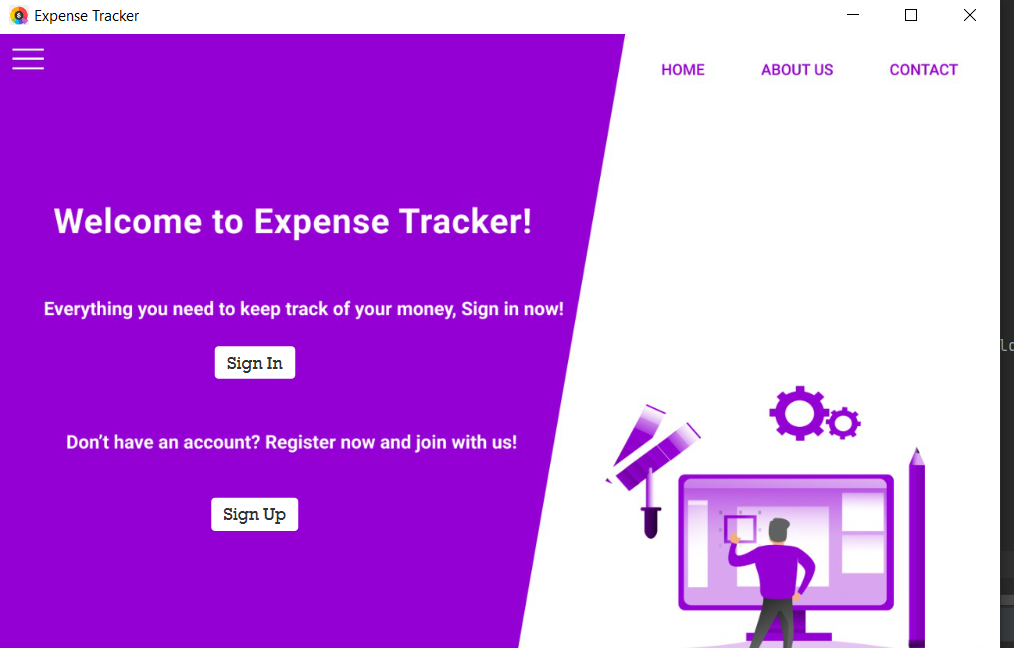 Expense Tracker
HOME ABOUT US CONTACT
Welcome to Expense Tracker!
Everything you need to keep track of your money, Sign in now!
Sign In
Don’t have an account? Register now and join with us!
Sign Up